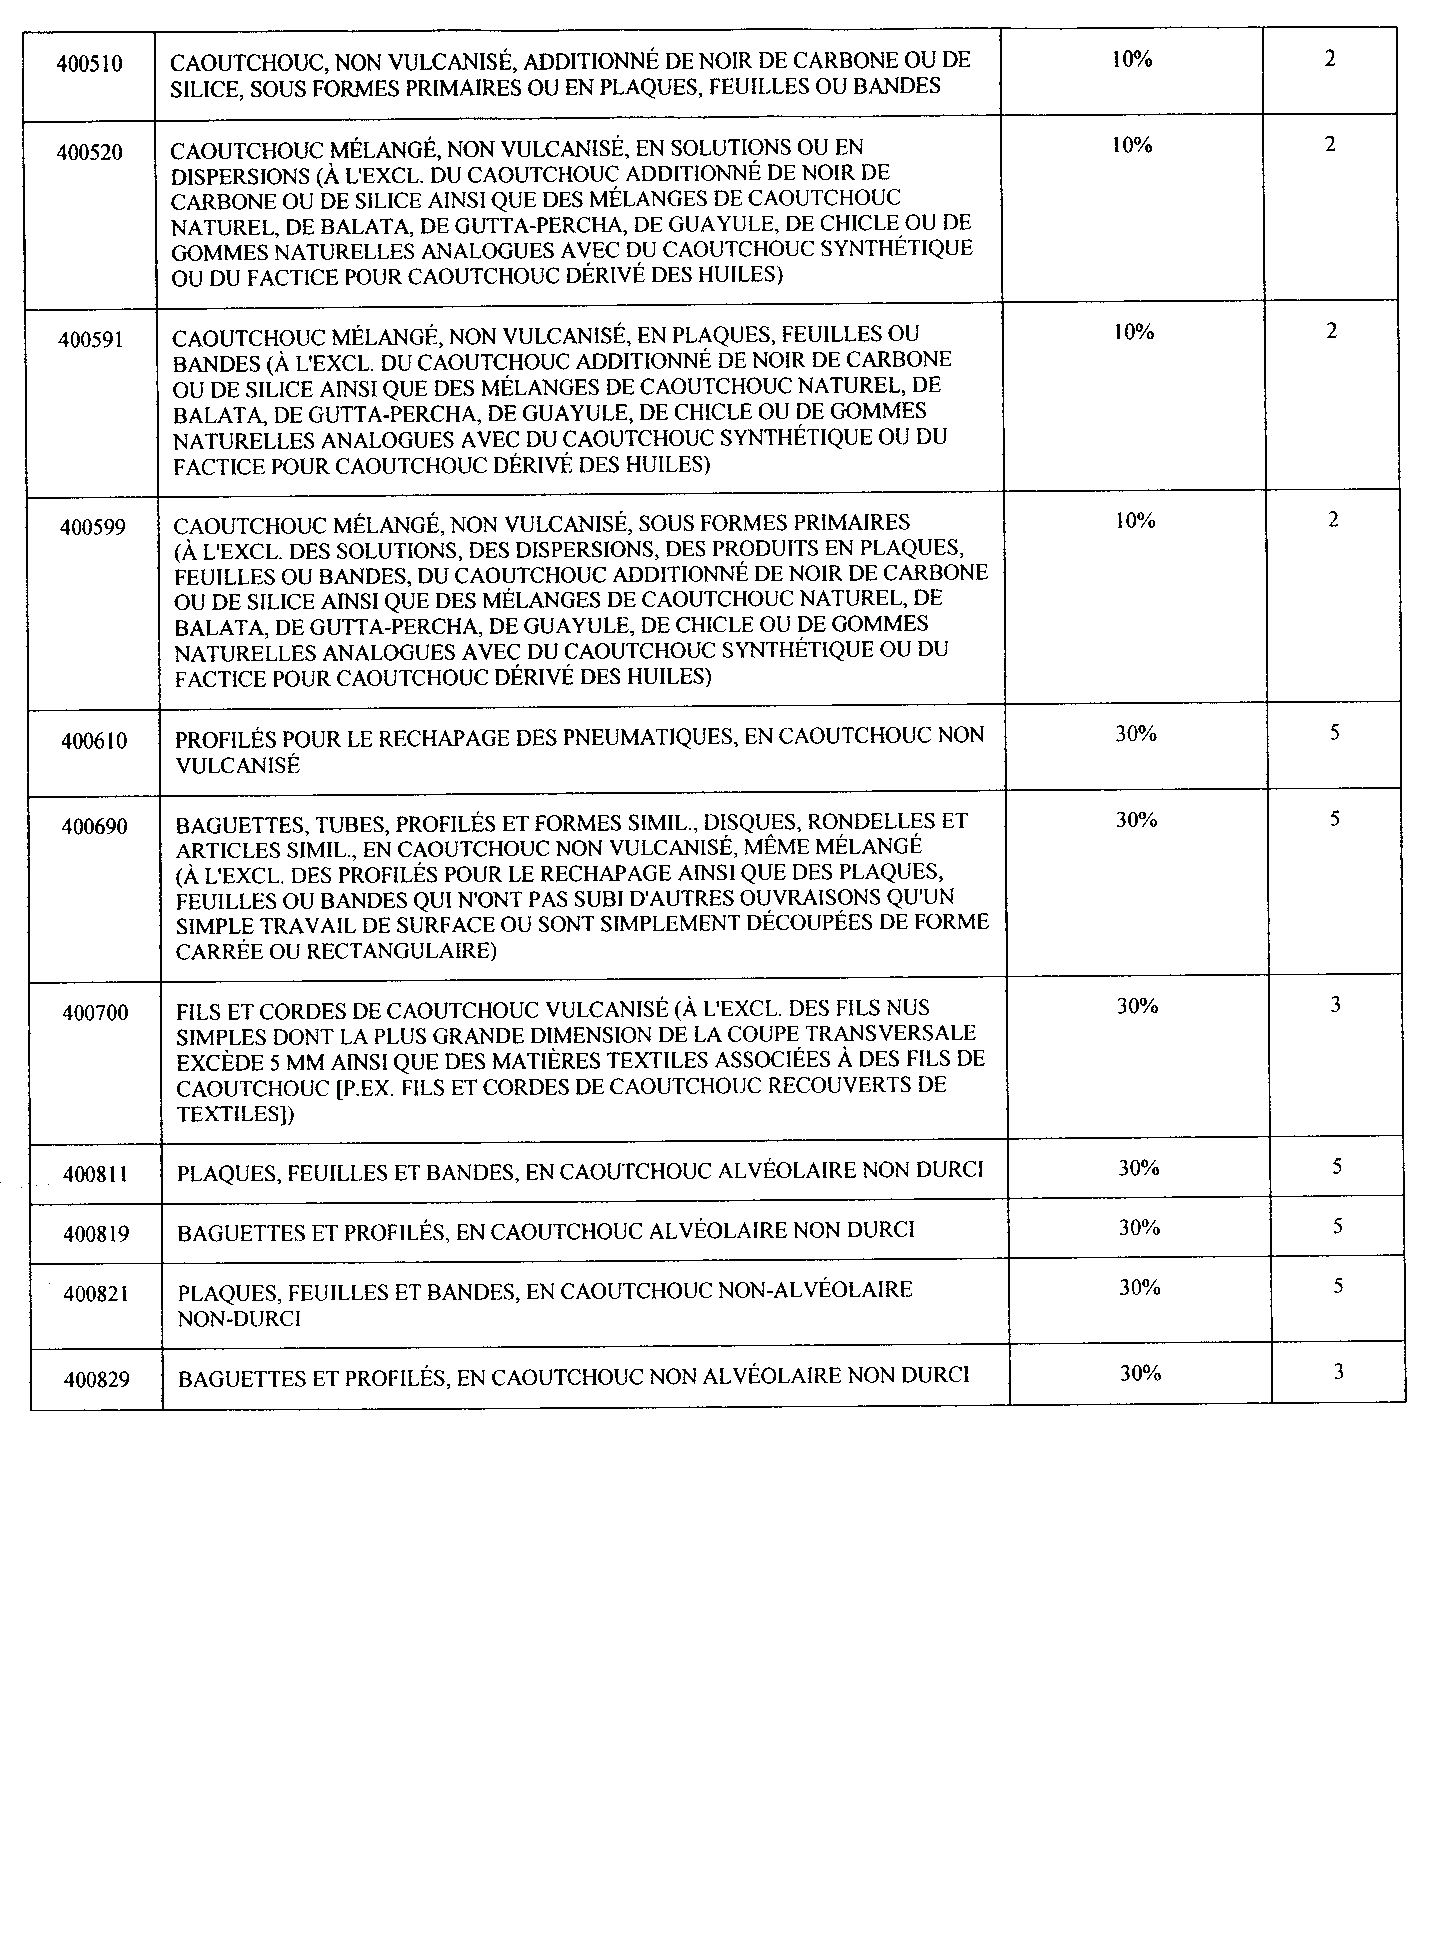 400510 CAOUTCHOUC, NON VULCANISÉ, ADDITIONNÉ DE NOIR DE CARBONE OU DE 10% 2
SILICE, SOUS FORMES PRIMAIRES OU EN PLAQUES, FEUILLES OU BANDES
400520 CAOUTCHOUC MÉLANGÉ, NON VULCANISÉ, EN SOLUTIONS OU EN 10% 2
DISPERSIONS (À L'EXCL. DU CAOUTCHOUC ADDITIONNÉ DE NOIR DE
CARBONE OU DE SILICE AINSI QUE DES MÉLANGES DE CAOUTCHOUC
NATUREL, DE BALATA, DE GUTTA-PERCHA, DE GUAYULE, DE CHICLE OU DE
GOMMES NATURELLES ANALOGUES AVEC DU CAOUTCHOUC SYNTHÉTIQUE
OU DU FACTICE POUR CAOUTCHOUC DÉRIVÉ DES HUILES)
400591 CAOUTCHOUC MÉLANGÉ, NON VULCANISÉ, EN PLAQUES, FEUILLES OU 10% 2
BANDES (À L'EXCL. DU CAOUTCHOUC ADDITIONNÉ DE NOIR DE CARBONE
OU DE SILICE AINSI QUE DES MÉLANGES DE CAOUTCHOUC NATUREL, DE
BALATA, DE GUTTA-PERCHA, DE GUAYULE, DE CHICLE OU DE GOMMES
NATURELLES ANALOGUES AVEC DU CAOUTCHOUC SYNTHÉTIQUE OU DU
FACTICE POUR CAOUTCHOUC DÉRIVÉ DES HUILES)
400599 CAOUTCHOUC MÉLANGÉ, NON VULCANISÉ, SOUS FORMES PRIMAIRES 10% 2
(À L'EXCL. DES SOLUTIONS, DES DISPERSIONS, DES PRODUITS EN PLAQUES,
FEUILLES OU BANDES, DU CAOUTCHOUC ADDITIONNÉ DE NOIR DE CARBONE
OU DE SILICE AINSI QUE DES MÉLANGES DE CAOUTCHOUC NATUREL, DE
BALATA, DE GUTTA-PERCHA, DE GUAYULE, DE CHICLE OU DE GOMMES
NATURELLES ANALOGUES AVEC DU CAOUTCHOUC SYNTHÉTIQUE OU DU
FACTICE POUR CAOUTCHOUC DÉRIVÉ DES HUILES)
400610 PROFILÉS POUR LE RECHAPAGE DES PNEUMATIQUES, EN CAOUTCHOUC NON 30% 5
VULCANISÉ
400690 BAGUETTES, TUBES, PROFILÉS ET FORMES SIMIL., DISQUES, RONDELLES ET 30% 5
ARTICLES SIMIL., EN CAOUTCHOUC NON VULCANISÉ, MÊME MÉLANGÉ
(À L'EXCL. DES PROFILÉS POUR LE RECHAPAGE AINSI QUE DES PLAQUES,
FEUILLES OU BANDES QUI N'ONT PAS SUBI D'AUTRES OUVRAISONS QU'UN
SIMPLE TRAVAIL DE SURFACE OU SONT SIMPLEMENT DÉCOUPÉES DE FORME
CARRÉE OU RECTANGULAIRE)
400700 FILS ET CORDES DE CAOUTCHOUC VULCANISÉ (À L'EXCL. DES FILS NUS 30% 3
SIMPLES DONT LA PLUS GRANDE DIMENSION DE LA COUPE TRANSVERSALE
EXCÈDE 5 MM AINSI QUE DES MATIÈRES TEXTILES ASSOCIÉES À DES FILS DE
CAOUTCHOUC [P.EX. FILS ET CORDES DE CAOUTCHOUC RECOUVERTS DE
TEXTILES])
400811 PLAQUES, FEUILLES ET BANDES, EN CAOUTCHOUC ALVÉOLAIRE NON DURCI 30% 5
400819 BAGUETTES ET PROFILÉS, EN CAOUTCHOUC ALVÉOLAIRE NON DURCI 30% 5
400821 PLAQUES, FEUILLES ET BANDES, EN CAOUTCHOUC NON-ALVÉOLAIRE 30% 5
NON-DURCI
400829 BAGUETTES ET PROFILÉS, EN CAOUTCHOUC NON ALVÉOLAIRE NON DURCI 30% 3